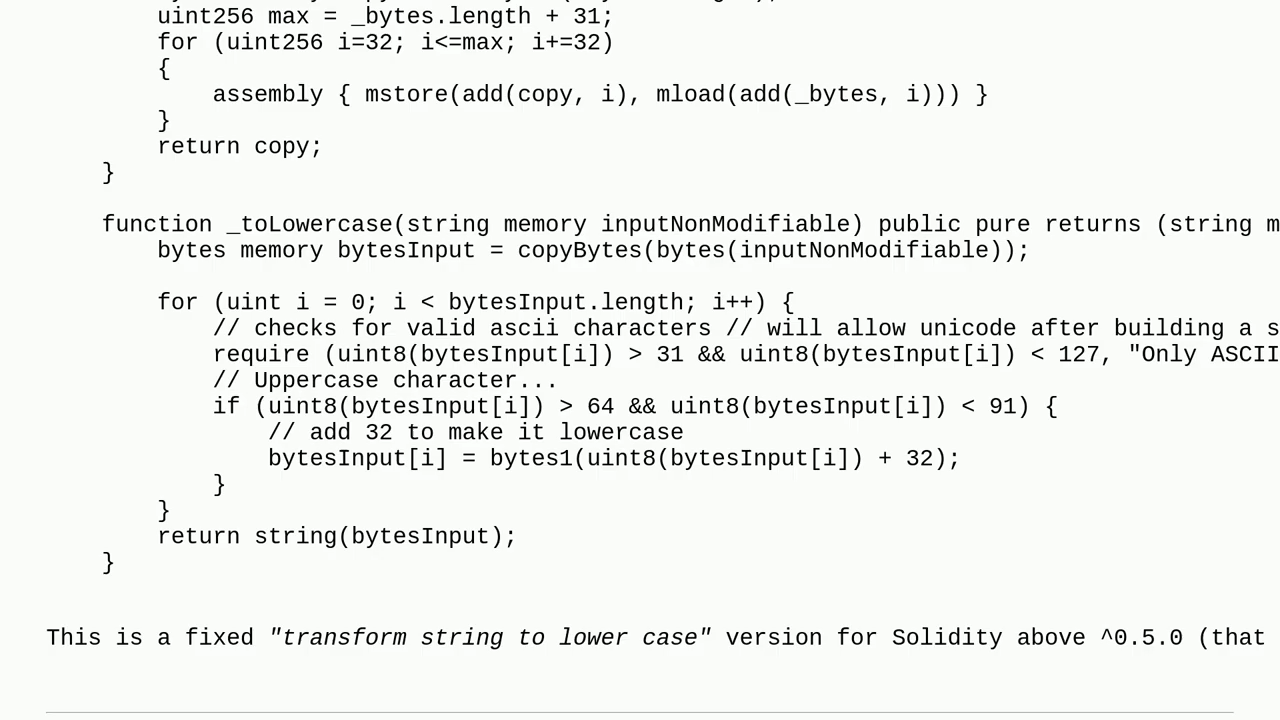 uint256 max = _bytes.length + 31;
for (uint256 i=32; i<=max; i+=32)
{
assembly { mstore(add(copy, i), mload(add(_bytes, i))) }
}
return copy;
}
function _toLowercase(string memory inputNonModifiable) public pure returns (string
bytes memory bytesInput = copyBytes(bytes(inputNonModifiable));
for (uint i = 0; i < bytesInput.length; i++) {
// checks for valid ascii characters // will allow unicode after building a
require (uint8(bytesInput[i]) > 31 && uint8(bytesInput[i]) < 127, "Only ASCII
// Uppercase character...
if (uint8(bytesInput[i]) > 64 && uint8(bytesInput[i]) < 91) {
// add 32 to make it lowercase
bytesInput[i] = bytes1(uint8(bytesInput[i]) + 32);
}
}
return string(bytesInput);
}
This is a fixed "transform string to lower case" version for Solidity above ^0.5.0 (that